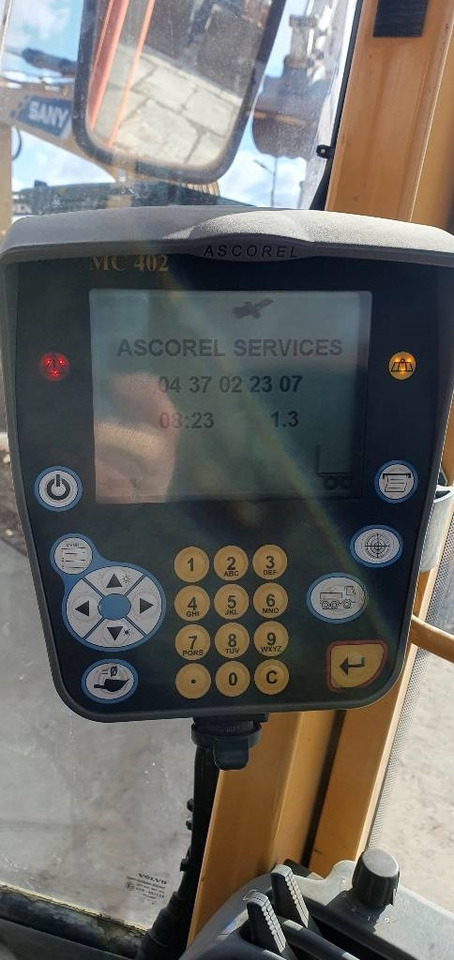 SANY
ASCOREL
MC 402
ASCOREL SERVICES
04 37 02 23 07
08:23 1.3
1 2 ABC 3 DEF
4 GHI 5 JKL 6 MNO
7 PQRS 8 TUV 9 WXYZ
. 0 C
VOLVO